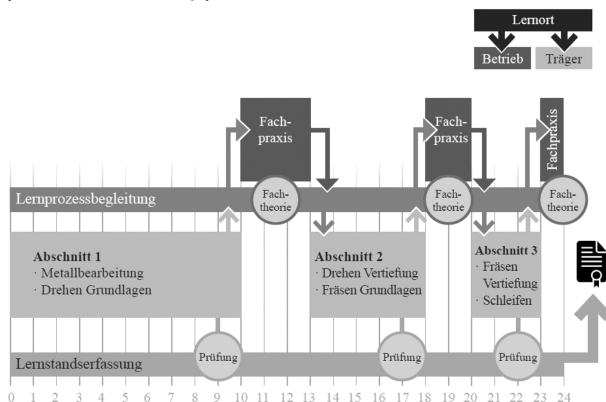 Lernort
Betrieb
Träger
Fach-
praxis
Fach-
praxis
Fachpraxis
Lernprozessbegleitung
Fach-
theorie
Fach-
theorie
Fach-
theorie
Abschnitt 1
· Metallbearbeitung
· Drehen Grundlagen
Abschnitt 2
· Drehen Vertiefung
· Fräsen Grundlagen
Abschnitt 3
· Fräsen
Vertiefung
· Schleifen
Prüfung
Prüfung
Prüfung
Lernstandserfassung
0 1 2 3 4 5 6 7 8 9 10 11 12 13 14 15 16 17 18 19 20 21 22 23 24